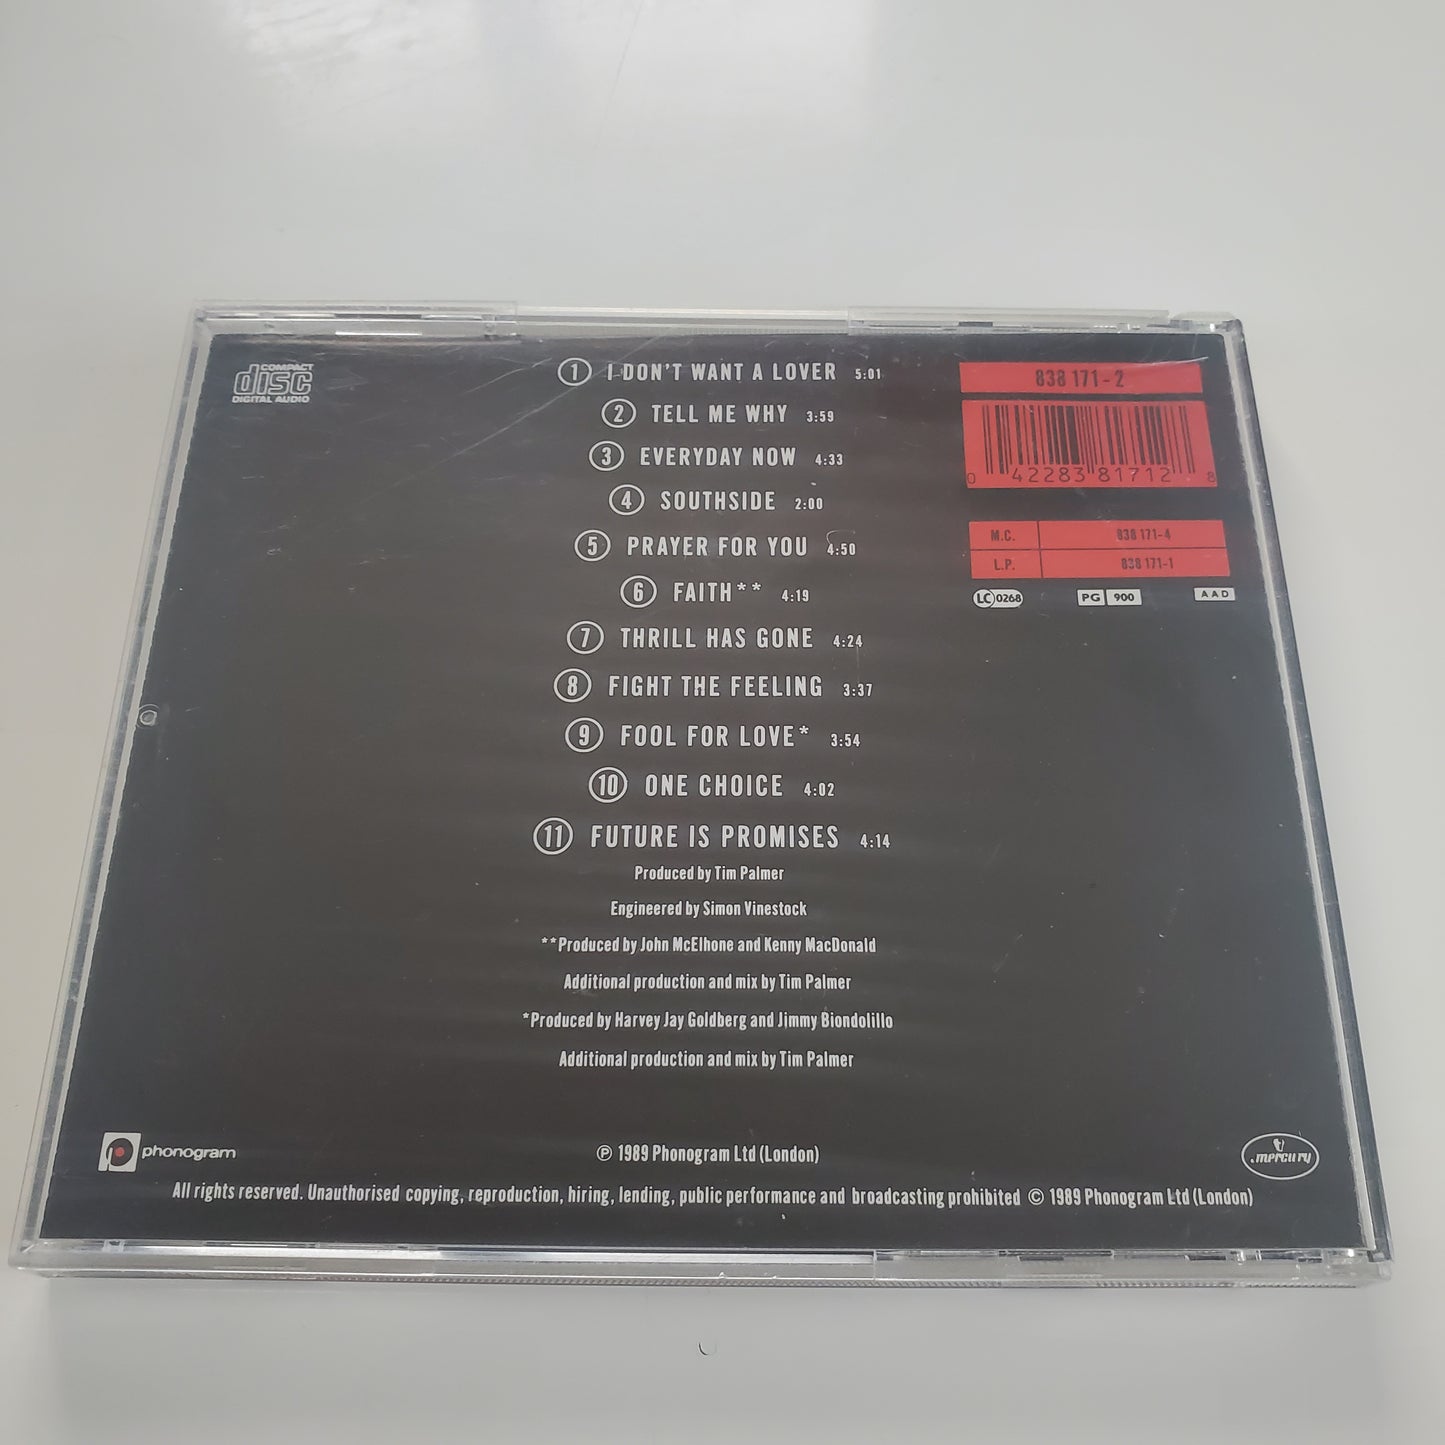 COMPACT
disc
DIGITAL AUDIO
1 I DON'T WANT A LOVER 5:01
2 TELL ME WHY 3:59
3 EVERYDAY NOW 4:33
4 SOUTHSIDE 2:00
5 PRAYER FOR YOU 4:50
6 FAITH** 4:19
7 THRILL HAS GONE 4:24
8 FIGHT THE FEELING 3:37
9 FOOL FOR LOVE* 3:54
10 ONE CHOICE 4:02
11 FUTURE IS PROMISES 4:14
Produced by Tim Palmer
Engineered by Simon Vinestock
**Produced by John McElhone and Kenny MacDonald
Additional production and mix by Tim Palmer
*Produced by Harvey Jay Goldberg and Jimmy Biondolillo
Additional production and mix by Tim Palmer
838 171-2
0 42283 81712 8
M.C. 838 171-4
L.P. 838 171-1
LC 0268 PG 900 AAD
phonogram
℗ 1989 Phonogram Ltd (London)
mercury
All rights reserved. Unauthorised copying, reproduction, hiring, lending, public performance and broadcasting prohibited © 1989 Phonogram Ltd (London)